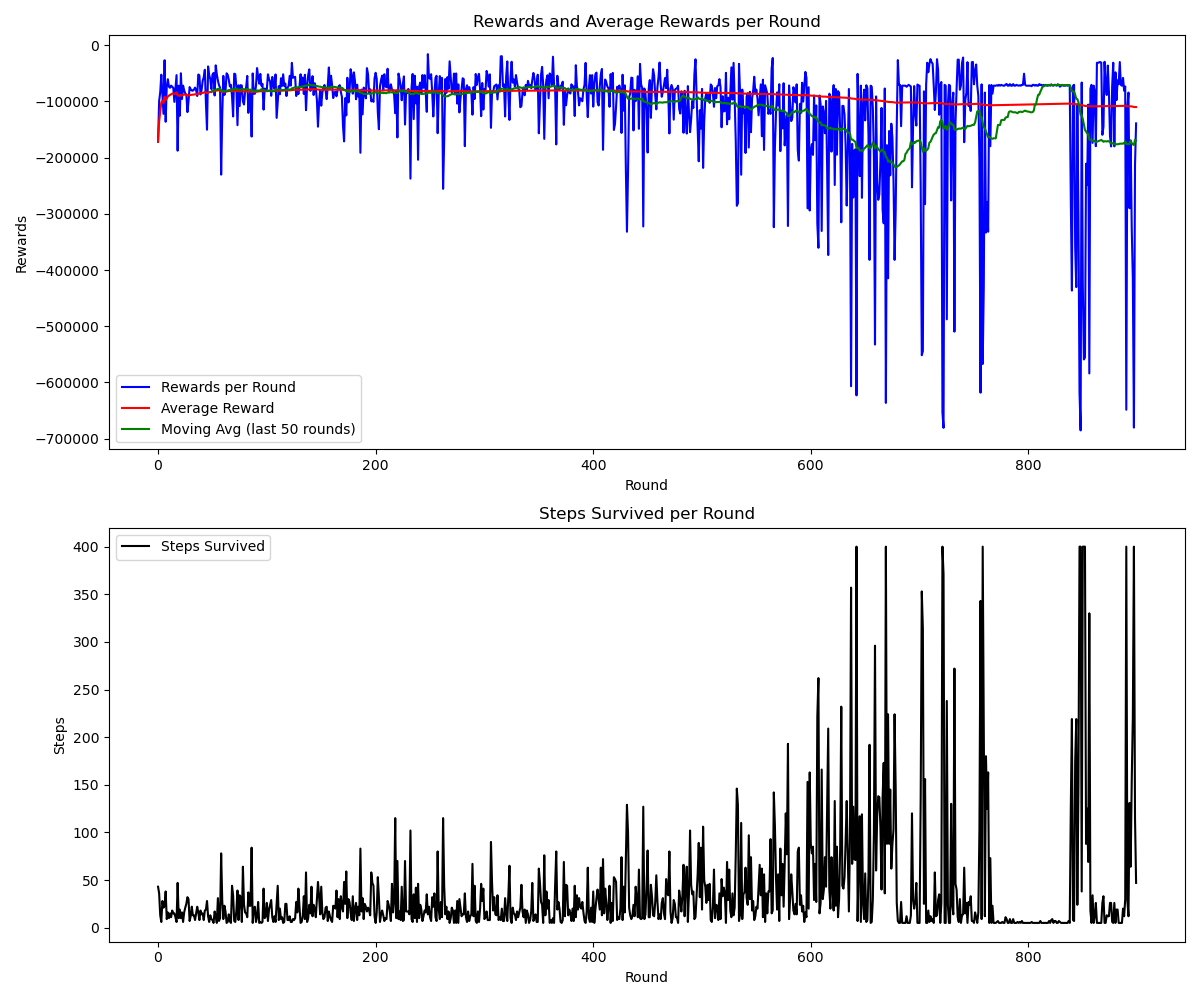 Rewards and Average Rewards per Round
0
−100000
−200000
−300000
−400000
−500000
−600000
−700000
Rewards
Rewards per Round
Average Reward
Moving Avg (last 50 rounds)
0 200 400 600 800
Round
Steps Survived per Round
Steps Survived
400
350
300
250
200
150
100
50
0
Steps
0 200 400 600 800
Round